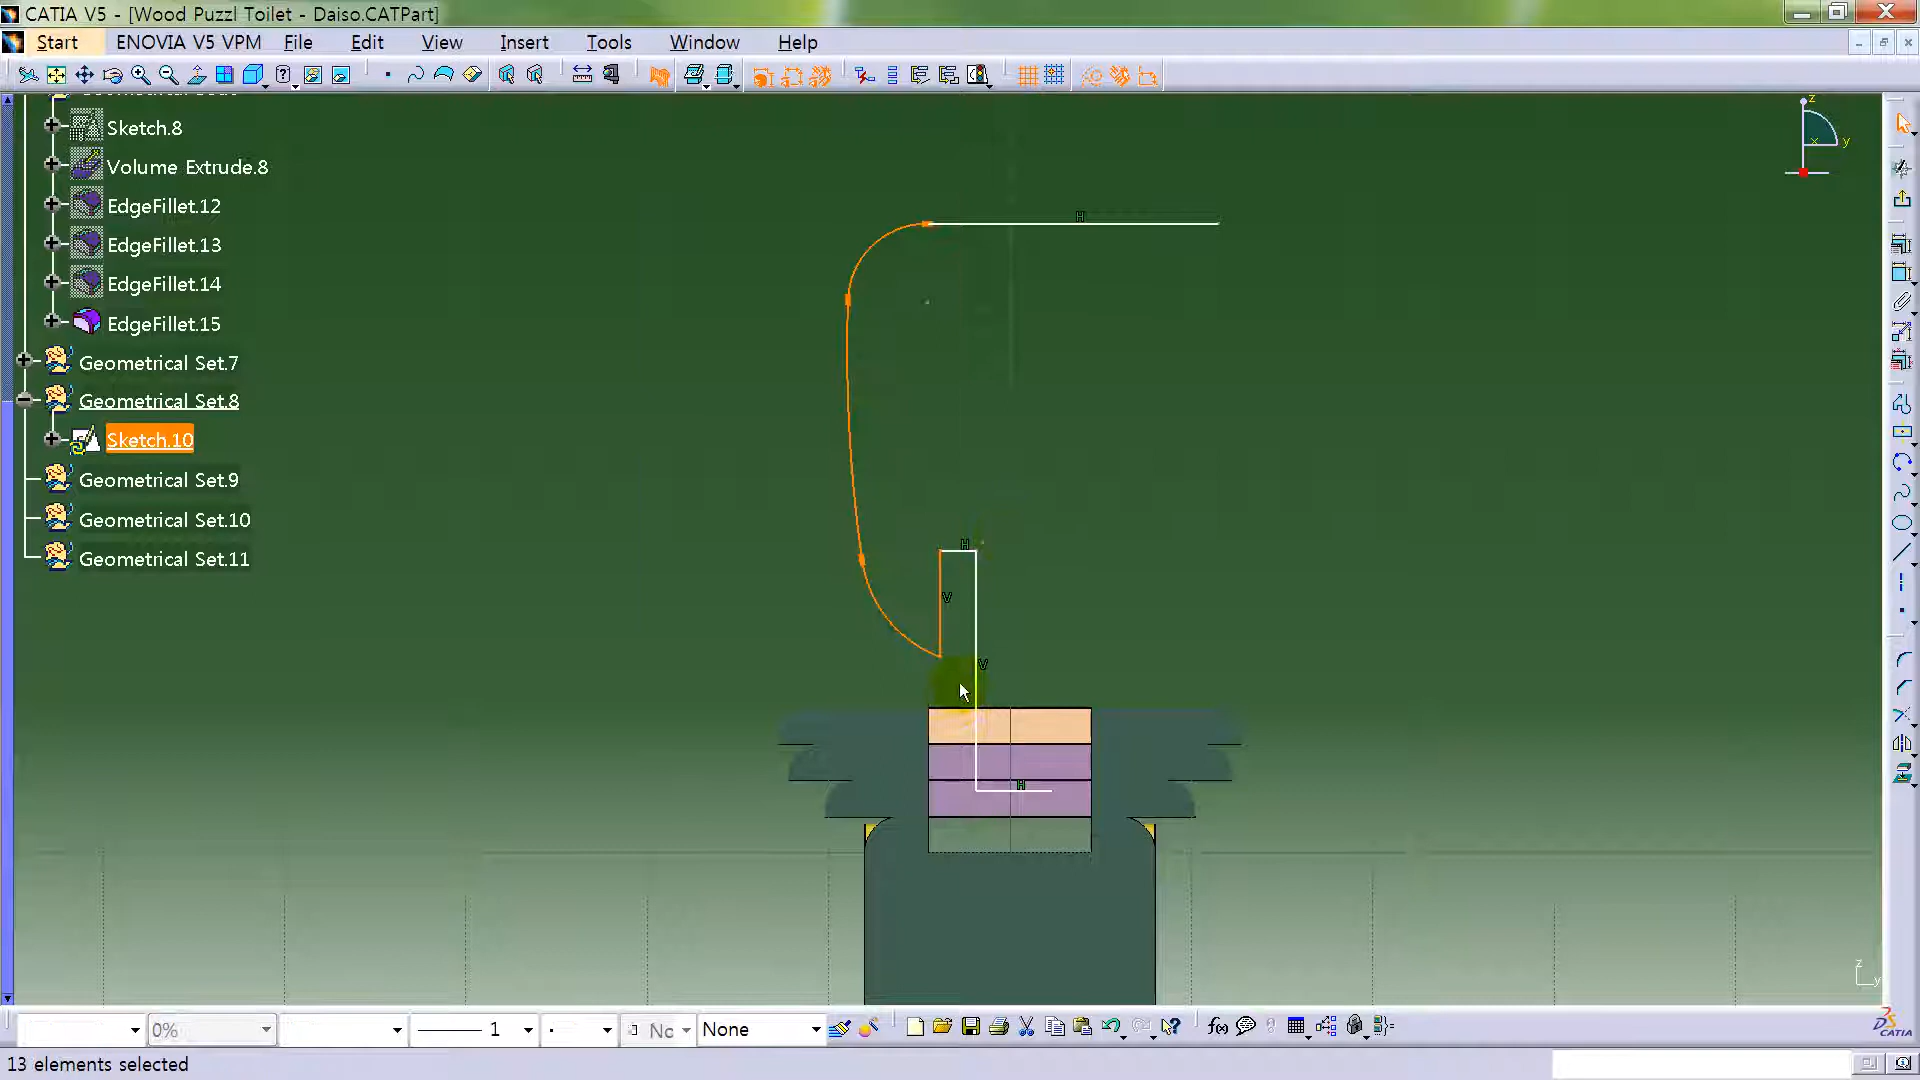 CATIA V5 - [Wood Puzzl Toilet - Daiso.CATPart]
Start ENOVIA V5 VPM File Edit View Insert Tools Window Help
Sketch.8
Volume Extrude.8
EdgeFillet.12
EdgeFillet.13
EdgeFillet.14
EdgeFillet.15
Geometrical Set.7
Geometrical Set.8
Sketch.10
Geometrical Set.9
Geometrical Set.10
Geometrical Set.11
z
x
y
H
H
V
V
H
z
y
0% 1 No None
CATIA
13 elements selected